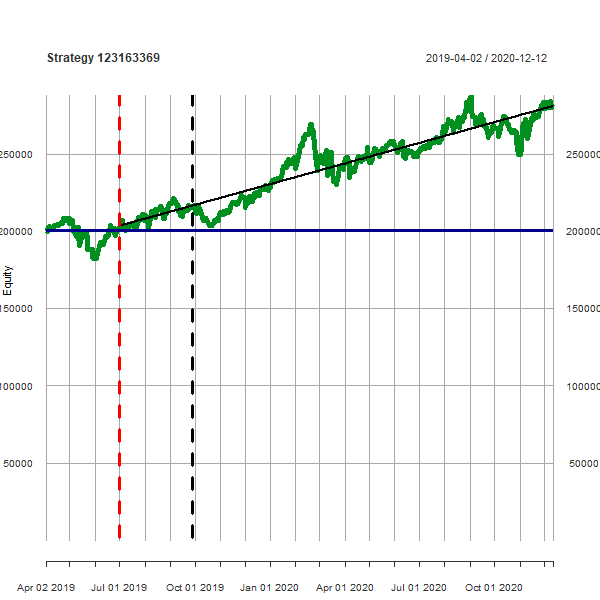 Strategy 123163369
2019-04-02 / 2020-12-12
250000
250000
200000
200000
Equity
150000
150000
100000
100000
50000
50000
Apr 02 2019
Jul 01 2019
Oct 01 2019
Jan 01 2020
Apr 01 2020
Jul 01 2020
Oct 01 2020